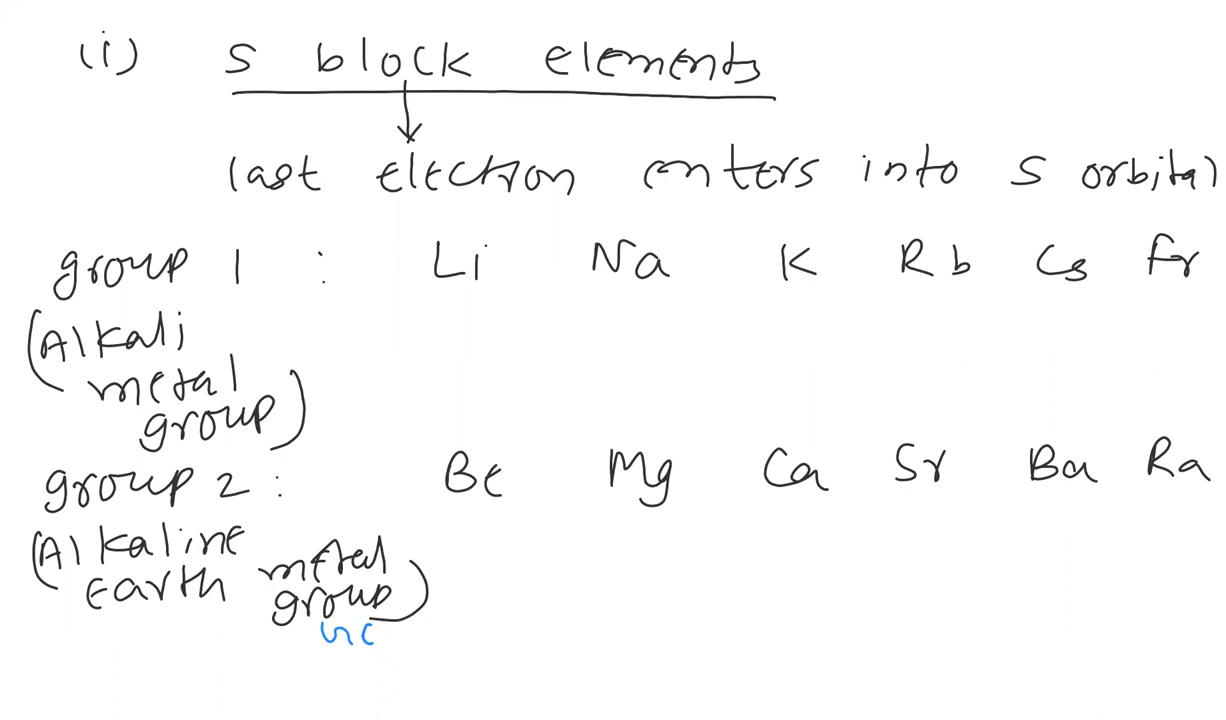 (i) S block elements
last electron enters into S orbital
group 1 : Li Na K Rb Cs Fr
(Alkali
metal
group)
group 2 : Be Mg Ca Sr Ba Ra
(Alkaline
Earth metal
group)